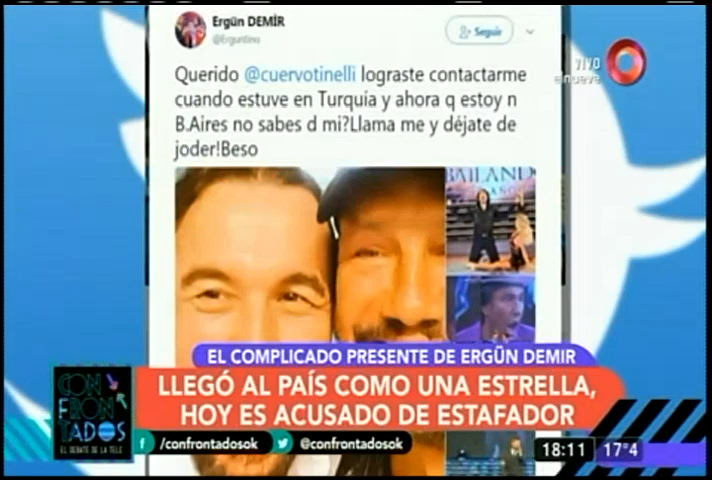 Ergün DEMİR
@Erguntino
Seguir
VIVO
elnueve
Querido @cuervotinelli lograste contactarme
cuando estuve en Turquía y ahora q estoy n
B.Aires no sabes d mi?Llama me y déjate de
joder!Beso
BAILANDO
EL COMPLICADO PRESENTE DE ERGÜN DEMIR
LLEGÓ AL PAÍS COMO UNA ESTRELLA,
HOY ES ACUSADO DE ESTAFADOR
CON
FRON
TADOS
EL DEBATE DE LA TELE
/confrontadosok
@confrontadosok
18:11
17°4